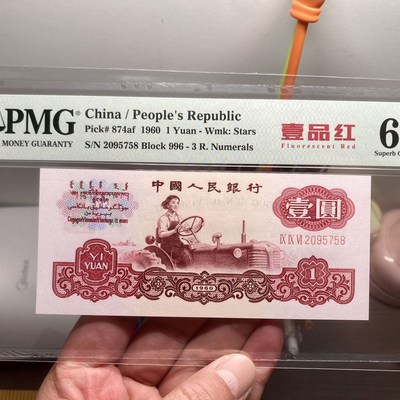 PMG
MONEY GUARANTY
China / People's Republic
Pick# 874af 1960 1 Yuan - Wmk: Stars
S/N 2095758 Block 996 - 3 R. Numerals
壹品红
Fluorescent Red
6
Superb
中國人民銀行
壹圓
IX IX VI 2095758
YI
YUAN
1
1960